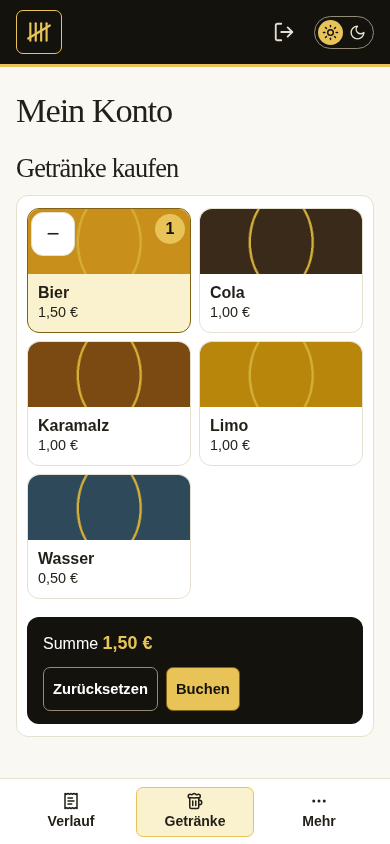 Mein Konto
Getränke kaufen
1
Bier
1,50 €
Cola
1,00 €
Karamalz
1,00 €
Limo
1,00 €
Wasser
0,50 €
Summe 1,50 €
Zurücksetzen Buchen
Verlauf Getränke Mehr